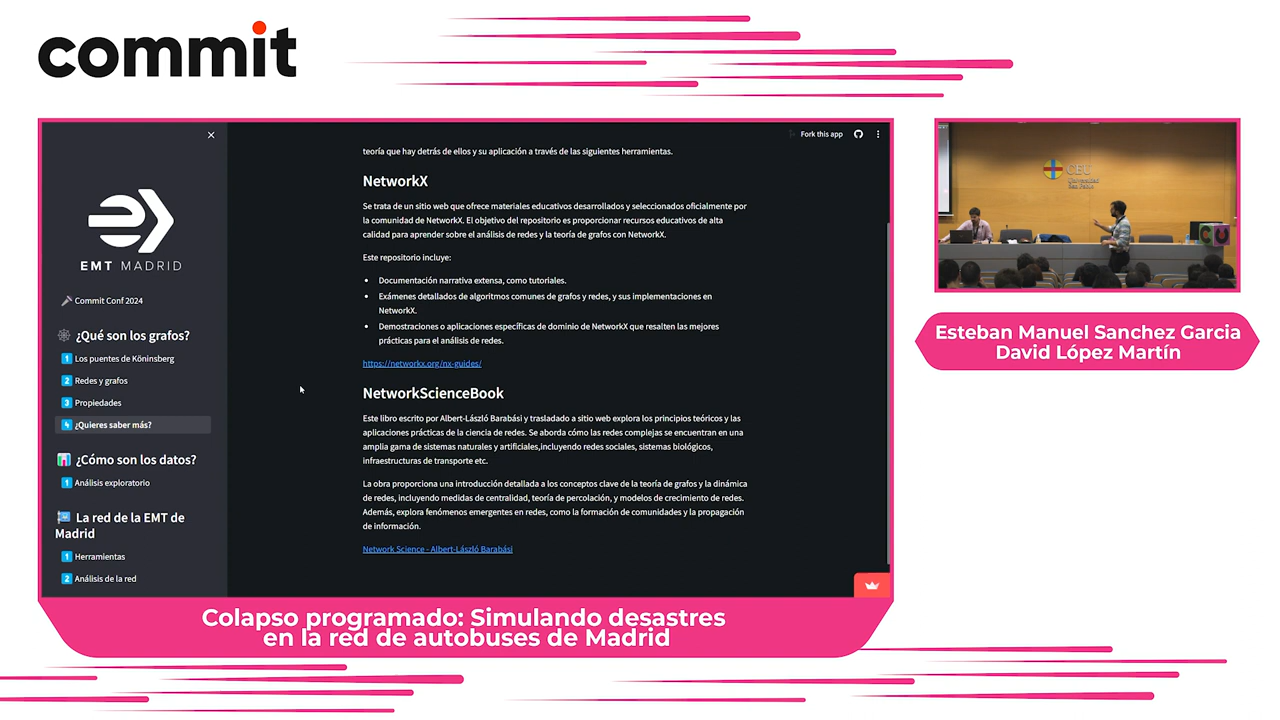 commit
Fork this app
EMT MADRID
Commit Conf 2024
¿Qué son los grafos?
1 Los puentes de Köninsberg
2 Redes y grafos
3 Propiedades
4 ¿Quieres saber más?
¿Cómo son los datos?
1 Análisis exploratorio
La red de la EMT de
Madrid
1 Herramientas
2 Análisis de la red
teoría que hay detrás de ellos y su aplicación a través de las siguientes herramientas.
NetworkX
Se trata de un sitio web que ofrece materiales educativos desarrollados y seleccionados oficialmente por
la comunidad de NetworkX. El objetivo del repositorio es proporcionar recursos educativos de alta
calidad para aprender sobre el análisis de redes y la teoría de grafos con NetworkX.
Este repositorio incluye:
• Documentación narrativa extensa, como tutoriales.
• Exámenes detallados de algoritmos comunes de grafos y redes, y sus implementaciones en
NetworkX.
• Demostraciones o aplicaciones específicas de dominio de NetworkX que resalten las mejores
prácticas para el análisis de redes.
https://networkx.org/nx-guides/
NetworkScienceBook
Este libro escrito por Albert-László Barabási y trasladado a sitio web explora los principios teóricos y las
aplicaciones prácticas de la ciencia de redes. Se aborda cómo las redes complejas se encuentran en una
amplia gama de sistemas naturales y artificiales,incluyendo redes sociales, sistemas biológicos,
infraestructuras de transporte etc.
La obra proporciona una introducción detallada a los conceptos clave de la teoría de grafos y la dinámica
de redes, incluyendo medidas de centralidad, teoría de percolación, y modelos de crecimiento de redes.
Además, explora fenómenos emergentes en redes, como la formación de comunidades y la propagación
de información.
Network Science - Albert-László Barabási
CEU
Universidad
San Pablo
CU
Esteban Manuel Sanchez Garcia
David López Martín
Colapso programado: Simulando desastres
en la red de autobuses de Madrid